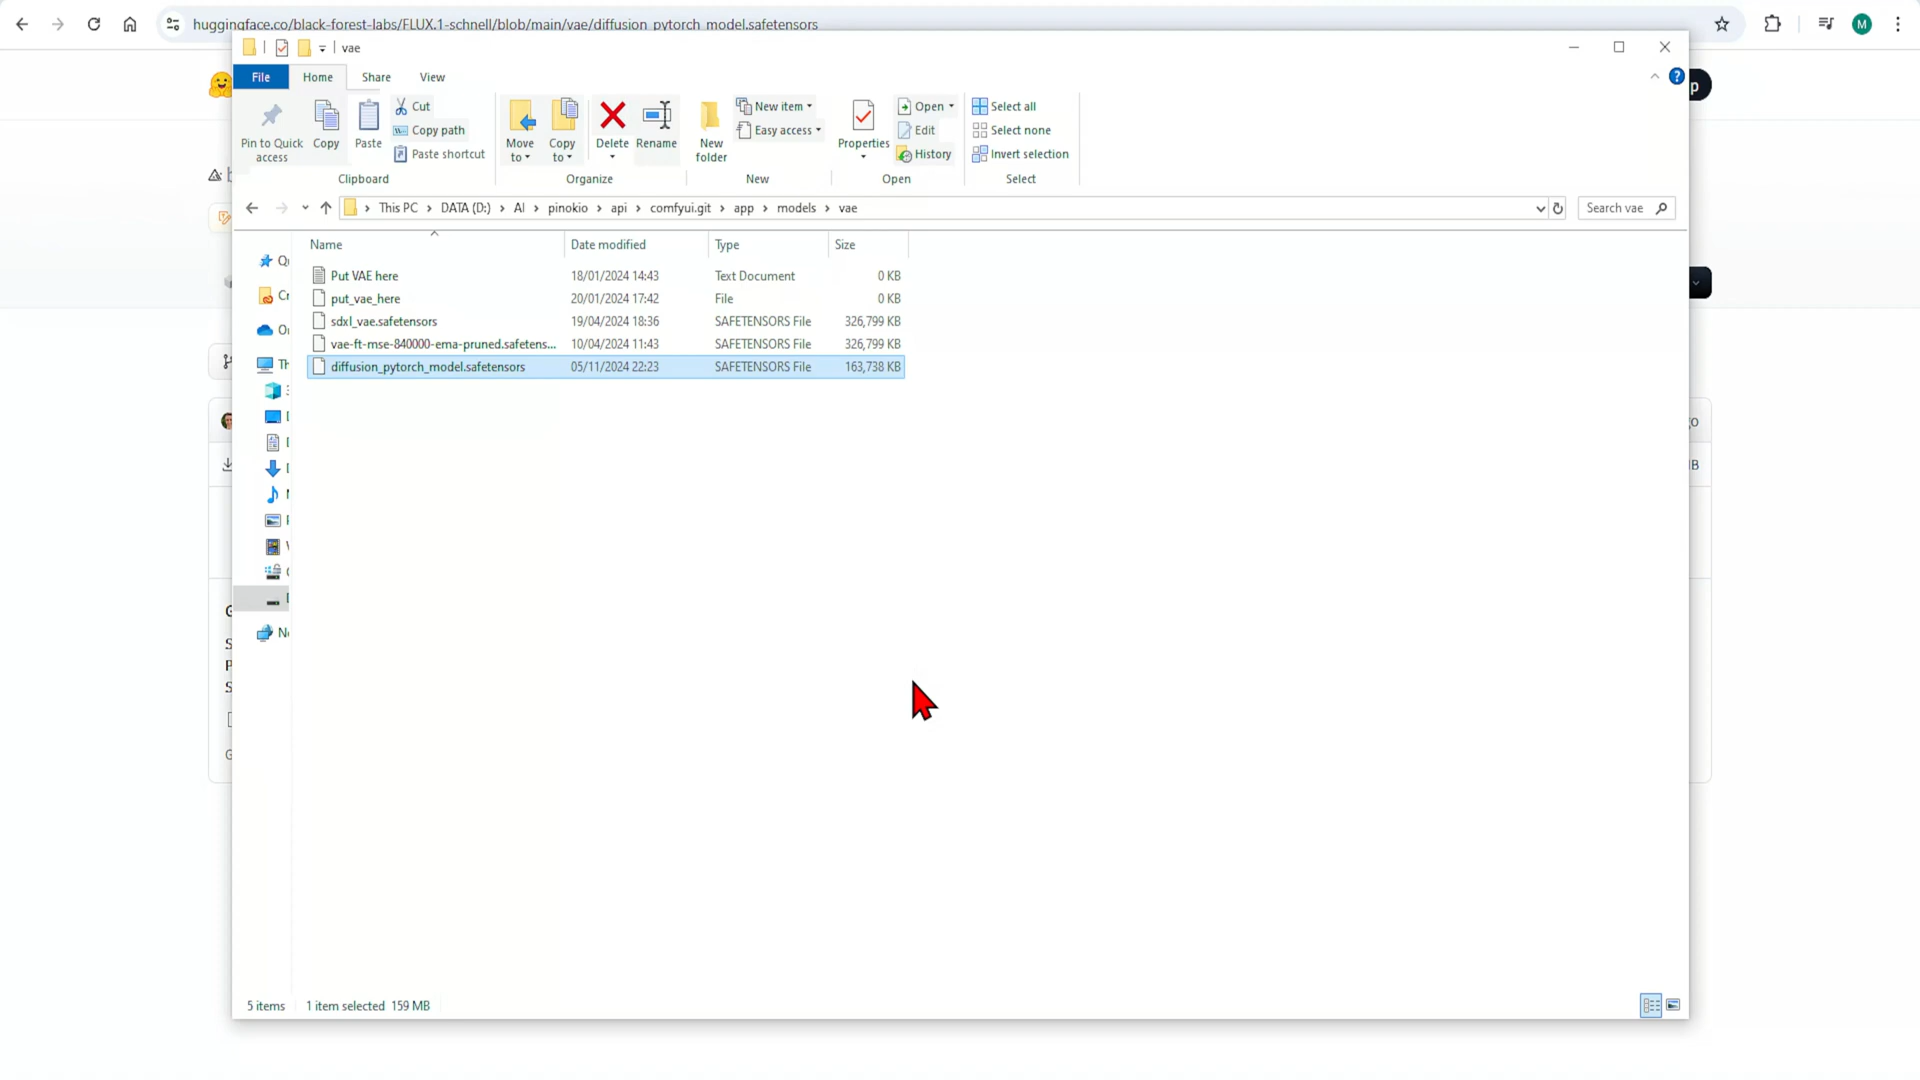 huggingface.co/black-forest-labs/FLUX.1-schnell/blob/main/vae/diffusion_pytorch_model.safetensors
M
vae
File Home Share View
Pin to Quick access
Copy
Paste
Cut
Copy path
Paste shortcut
Move to
Copy to
Delete
Rename
New folder
New item
Easy access
Properties
Open
Edit
History
Select all
Select none
Invert selection
Clipboard Organize New Open Select
This PC DATA (D:) AI pinokio api comfyui.git app models vae
Search vae
Name Date modified Type Size
Put VAE here 18/01/2024 14:43 Text Document 0 KB
put_vae_here 20/01/2024 17:42 File 0 KB
sdxl_vae.safetensors 19/04/2024 18:36 SAFETENSORS File 326,799 KB
vae-ft-mse-840000-ema-pruned.safetens... 10/04/2024 11:43 SAFETENSORS File 326,799 KB
diffusion_pytorch_model.safetensors 05/11/2024 22:23 SAFETENSORS File 163,738 KB
5 items 1 item selected 159 MB